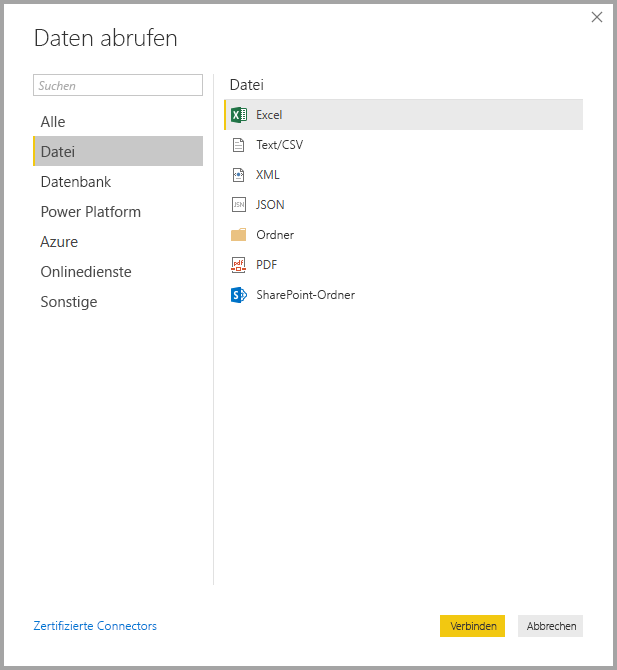 Daten abrufen
Suchen
Alle
Datei
Datenbank
Power Platform
Azure
Onlinedienste
Sonstige
Datei
Excel
Text/CSV
XML
JSON
Ordner
PDF
SharePoint-Ordner
Zertifizierte Connectors
Verbinden
Abbrechen